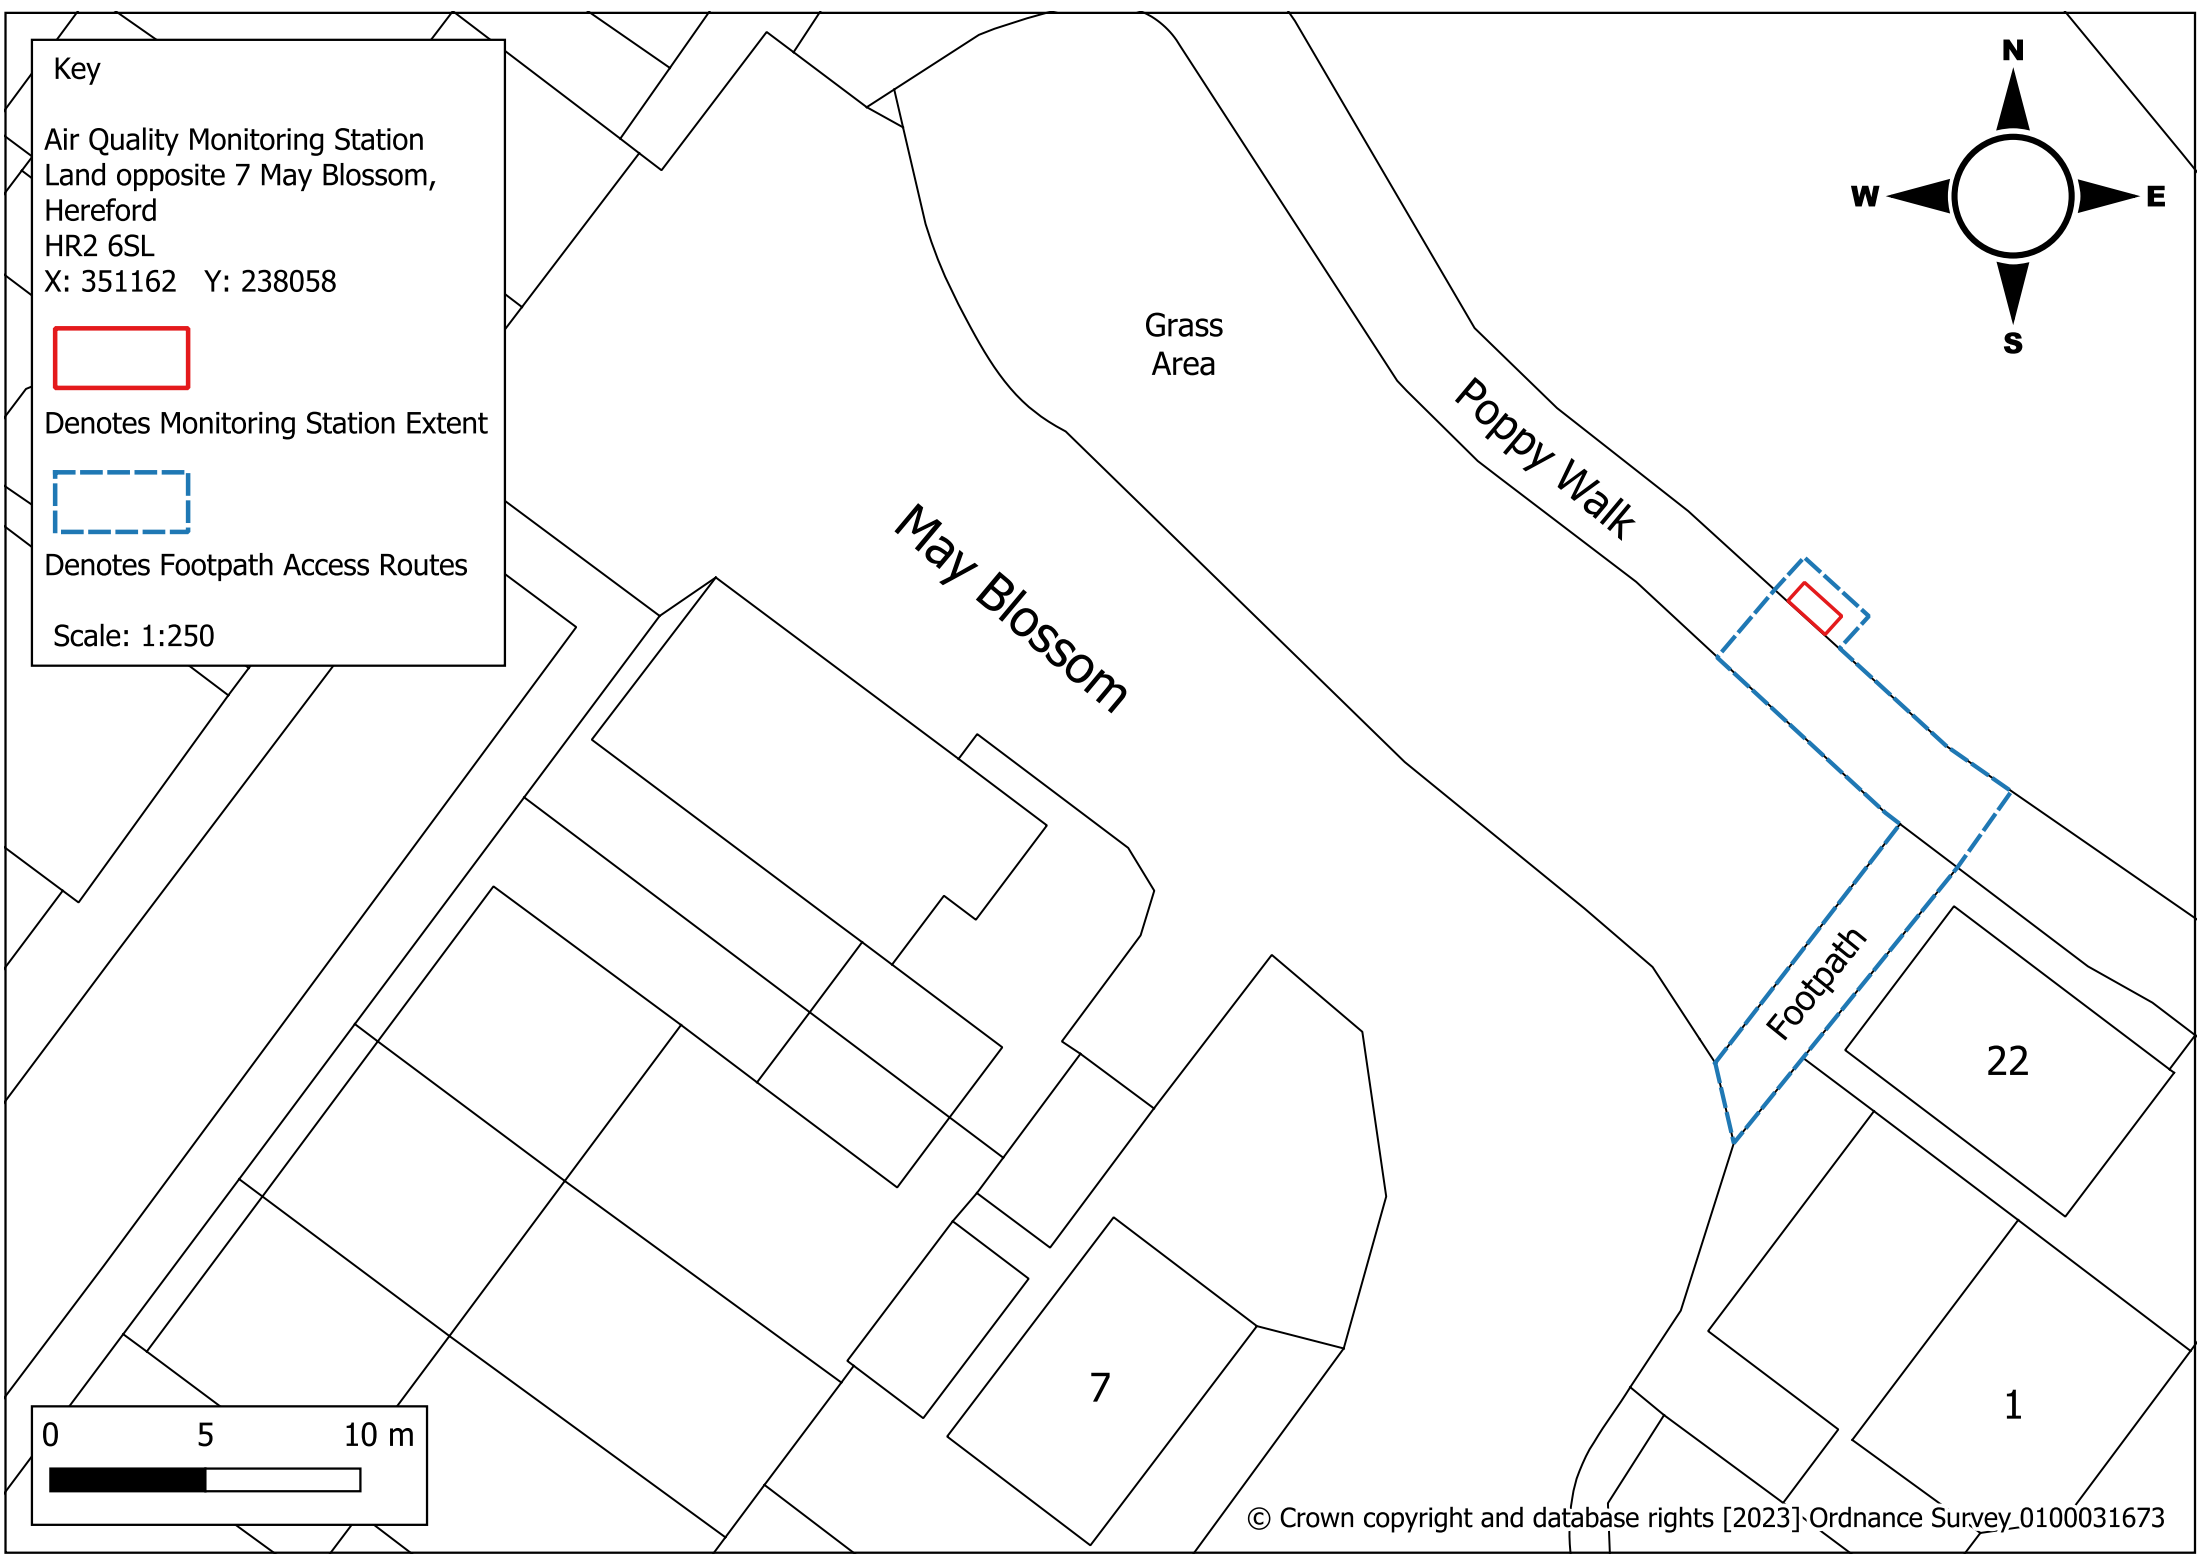 Key
Air Quality Monitoring Station
Land opposite 7 May Blossom,
Hereford
HR2 6SL
X: 351162 Y: 238058
Denotes Monitoring Station Extent
Denotes Footpath Access Routes
Scale: 1:250
N
W
E
S
Grass
Area
Poppy Walk
May Blossom
Footpath
22
7
1
0 5 10 m
© Crown copyright and database rights [2023] Ordnance Survey 0100031673